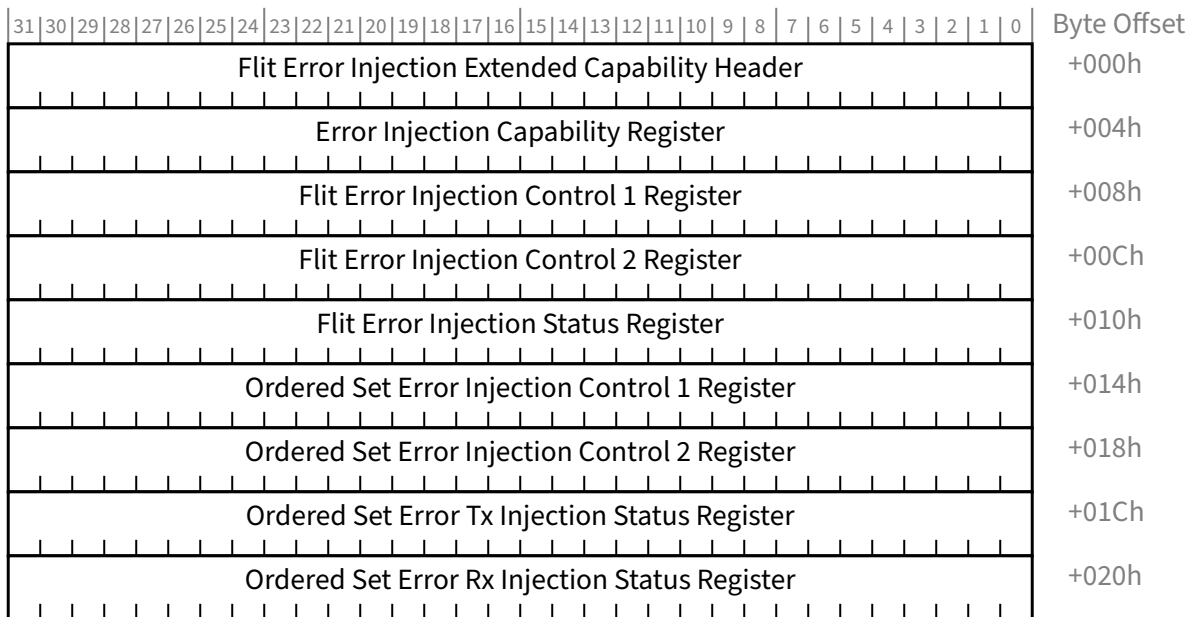 31 30 29 28 27 26 25 24 23 22 21 20 19 18 17 16 15 14 13 12 11 10 9 8 7 6 5 4 3 2 1 0 Byte Offset
Flit Error Injection Extended Capability Header +000h
Error Injection Capability Register +004h
Flit Error Injection Control 1 Register +008h
Flit Error Injection Control 2 Register +00Ch
Flit Error Injection Status Register +010h
Ordered Set Error Injection Control 1 Register +014h
Ordered Set Error Injection Control 2 Register +018h
Ordered Set Error Tx Injection Status Register +01Ch
Ordered Set Error Rx Injection Status Register +020h